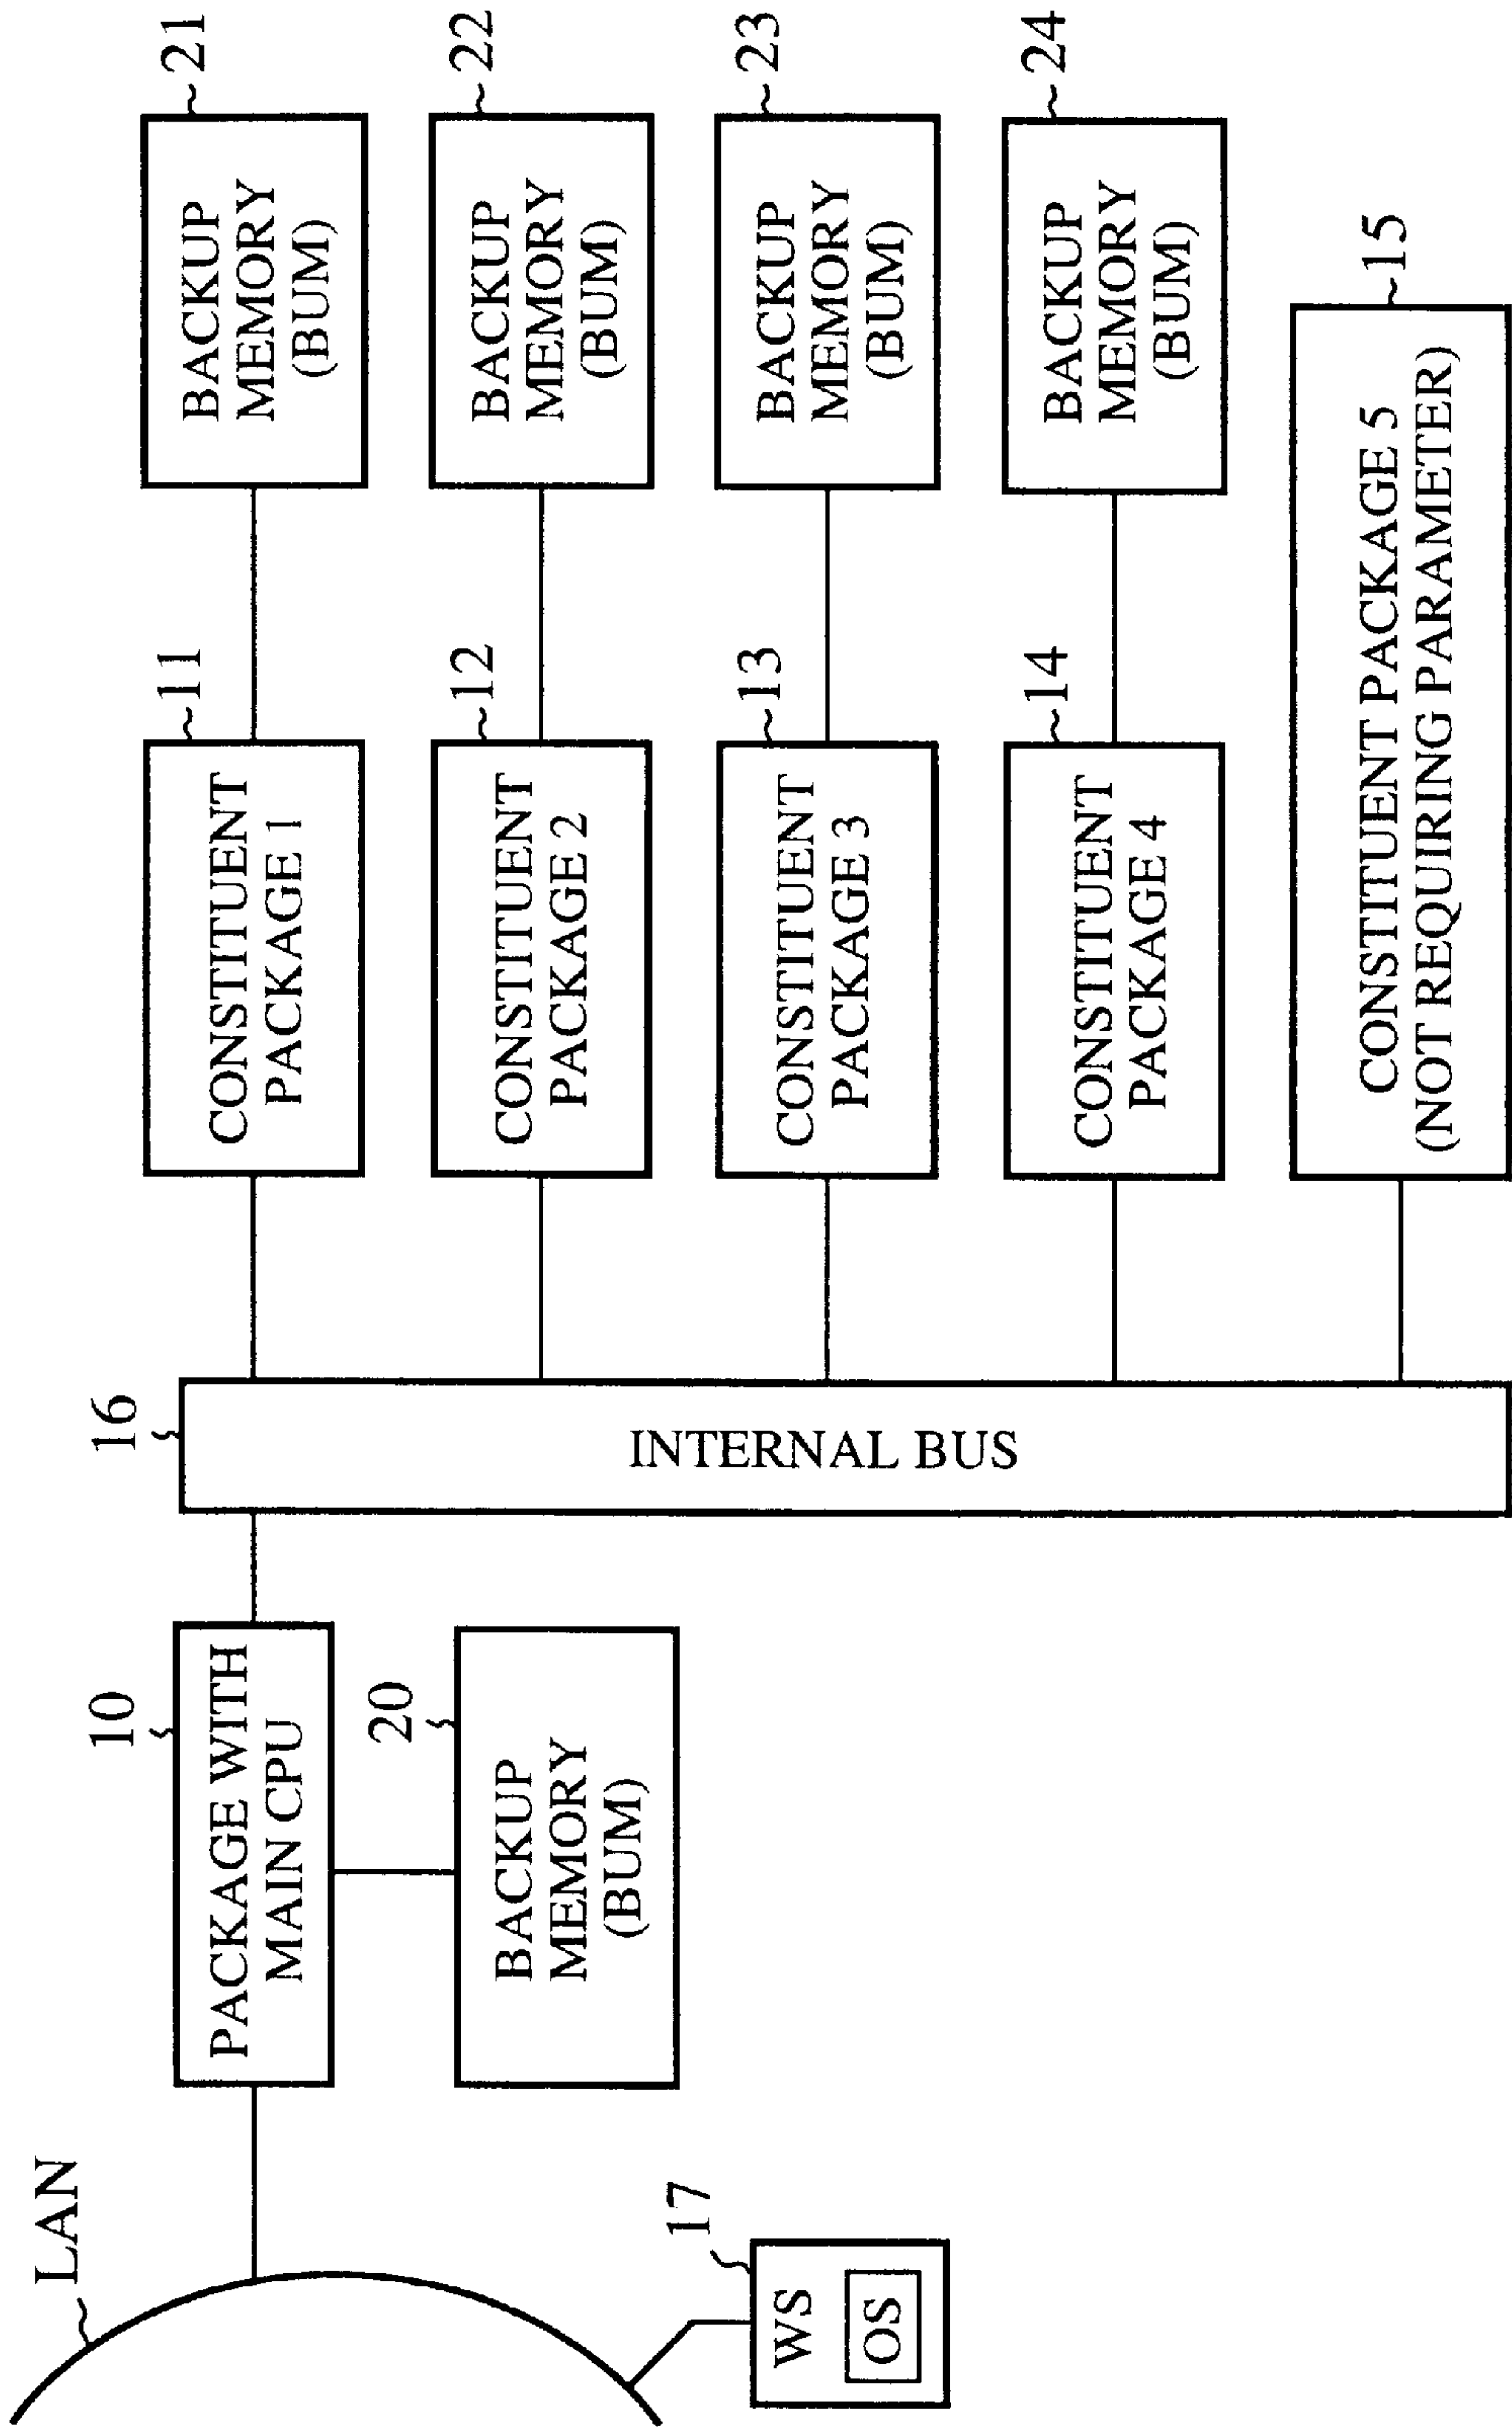 LAN
10
PACKAGE WITH
MAIN CPU
20
BACKUP
MEMORY
(BUM)
17
WS
OS
16
INTERNAL BUS
11
CONSTITUENT
PACKAGE 1
21
BACKUP
MEMORY
(BUM)
12
CONSTITUENT
PACKAGE 2
22
BACKUP
MEMORY
(BUM)
13
CONSTITUENT
PACKAGE 3
23
BACKUP
MEMORY
(BUM)
14
CONSTITUENT
PACKAGE 4
24
BACKUP
MEMORY
(BUM)
15
CONSTITUENT PACKAGE 5
(NOT REQUIRING PARAMETER)